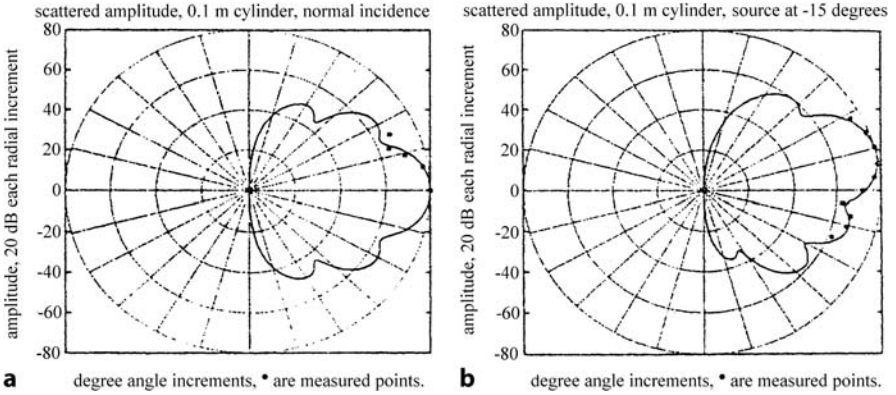 scattered amplitude, 0.1 m cylinder, normal incidence
amplitude, 20 dB each radial increment
80
60
40
20
0
-20
-40
-60
-80
a
degree angle increments, • are measured points.
scattered amplitude, 0.1 m cylinder, source at -15 degrees
amplitude, 20 dB each radial increment
80
60
40
20
0
-20
-40
-60
-80
b
degree angle increments, • are measured points.